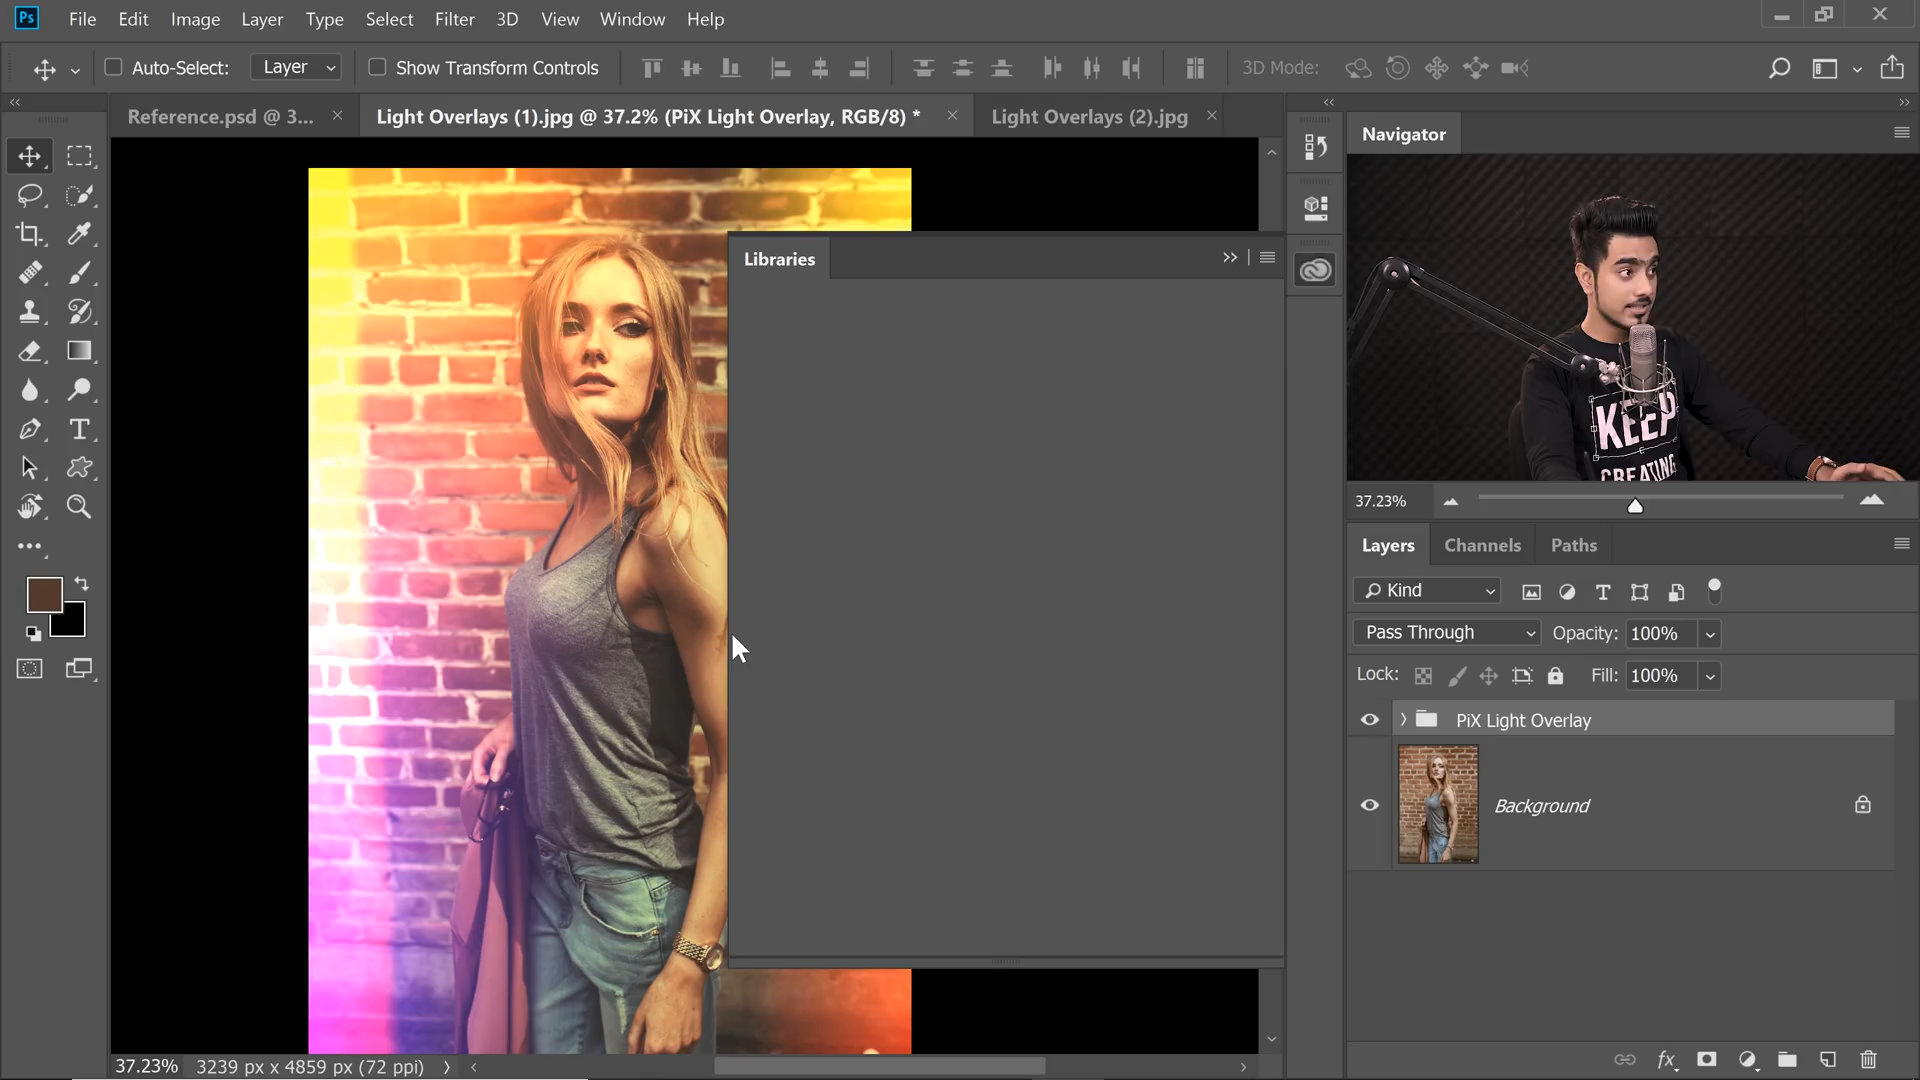 Ps File Edit Image Layer Type Select Filter 3D View Window Help
Auto-Select: Layer Show Transform Controls 3D Mode:
Reference.psd @ 3... × Light Overlays (1).jpg @ 37.2% (PiX Light Overlay, RGB/8) * × Light Overlays (2).jpg ×
Navigator
Libraries
KEEP
CREATING
37.23%
Layers Channels Paths
Kind
Pass Through Opacity: 100%
Lock: Fill: 100%
PiX Light Overlay
Background
37.23% 3239 px x 4859 px (72 ppi)
fx